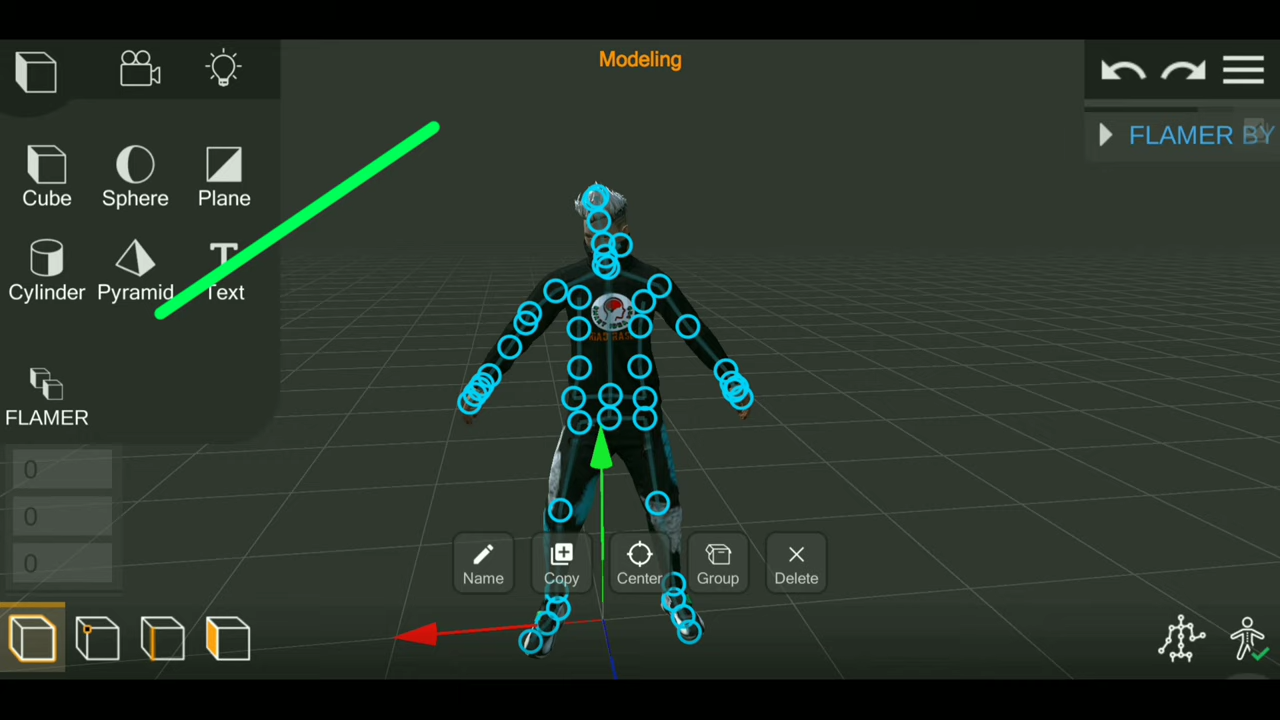 Modeling
FLAMER BY
Cube Sphere Plane
Cylinder Pyramid Text
FLAMER
0
0
0
Name Copy Center Group Delete